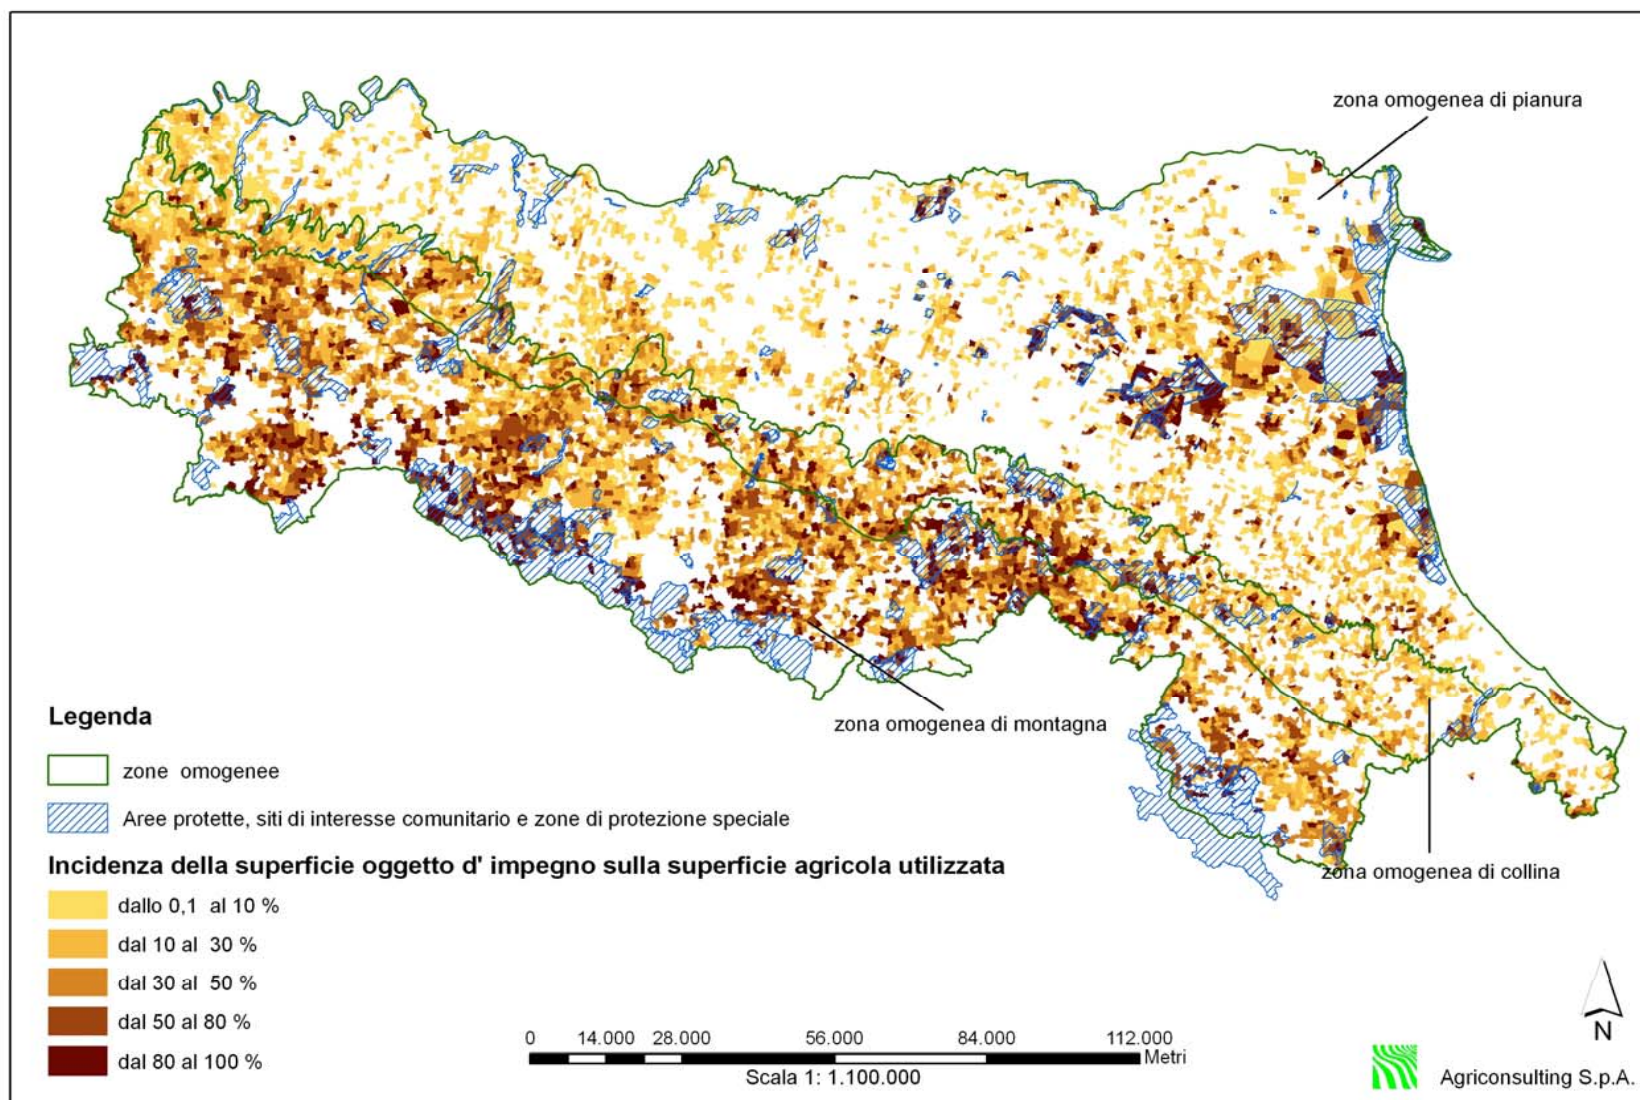 zona omogenea di pianura
zona omogenea di montagna
zona omogenea di collina
Legenda
zone omogenee
Aree protette, siti di interesse comunitario e zone di protezione speciale
Incidenza della superficie oggetto d' impegno sulla superficie agricola utilizzata
dallo 0,1 al 10 %
dal 10 al 30 %
dal 30 al 50 %
dal 50 al 80 %
dal 80 al 100 %
0 14.000 28.000 56.000 84.000 112.000
Metri
Scala 1: 1.100.000
N
Agriconsulting S.p.A.